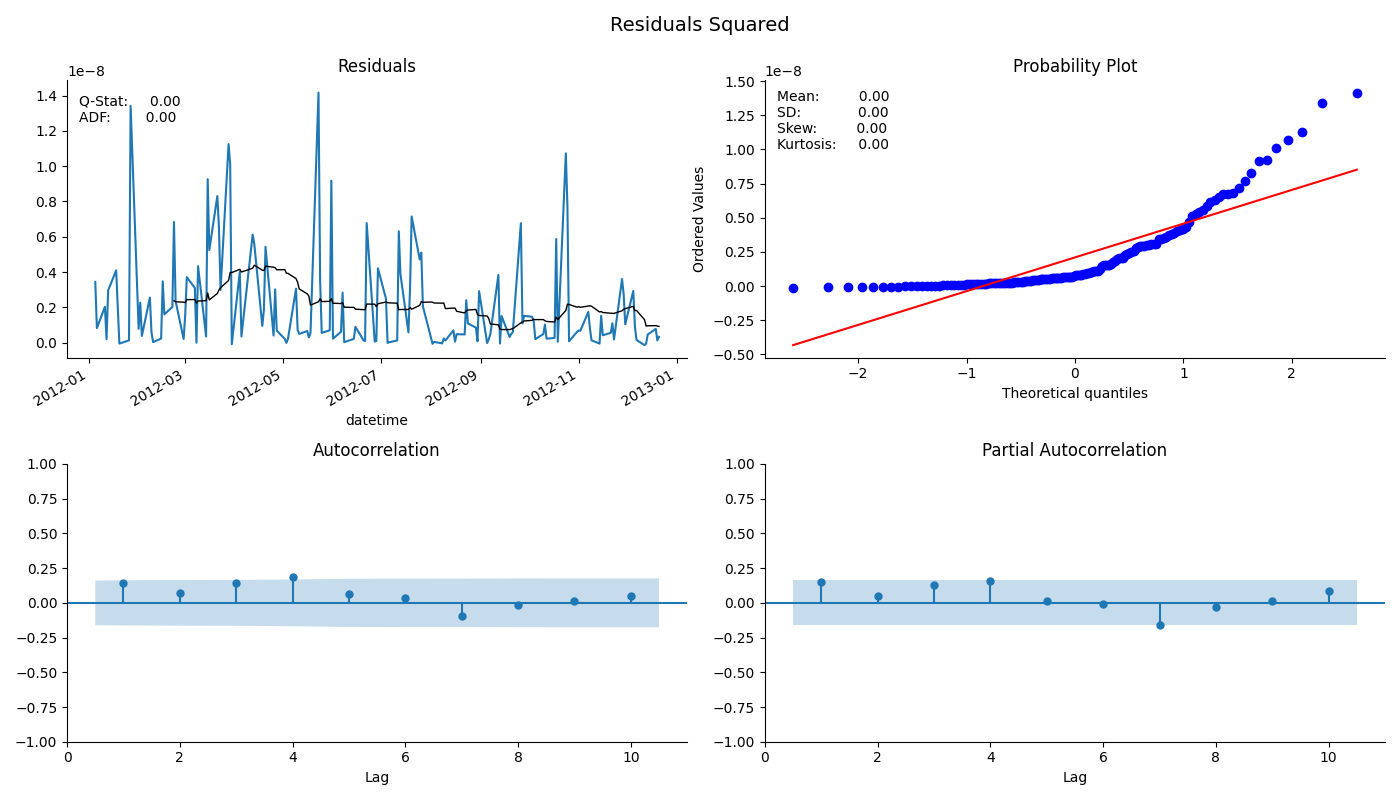 Residuals Squared
Residuals
1e−8
Q-Stat: 0.00
ADF: 0.00
1.4
1.2
1.0
0.8
0.6
0.4
0.2
0.0
2012-01
2012-03
2012-05
2012-07
2012-09
2012-11
2013-01
datetime
Probability Plot
1e−8
Mean: 0.00
SD: 0.00
Skew: 0.00
Kurtosis: 0.00
Ordered Values
1.50
1.25
1.00
0.75
0.50
0.25
0.00
−0.25
−0.50
−2 −1 0 1 2
Theoretical quantiles
Autocorrelation
1.00
0.75
0.50
0.25
0.00
−0.25
−0.50
−0.75
−1.00
0 2 4 6 8 10
Lag
Partial Autocorrelation
1.00
0.75
0.50
0.25
0.00
−0.25
−0.50
−0.75
−1.00
0 2 4 6 8 10
Lag